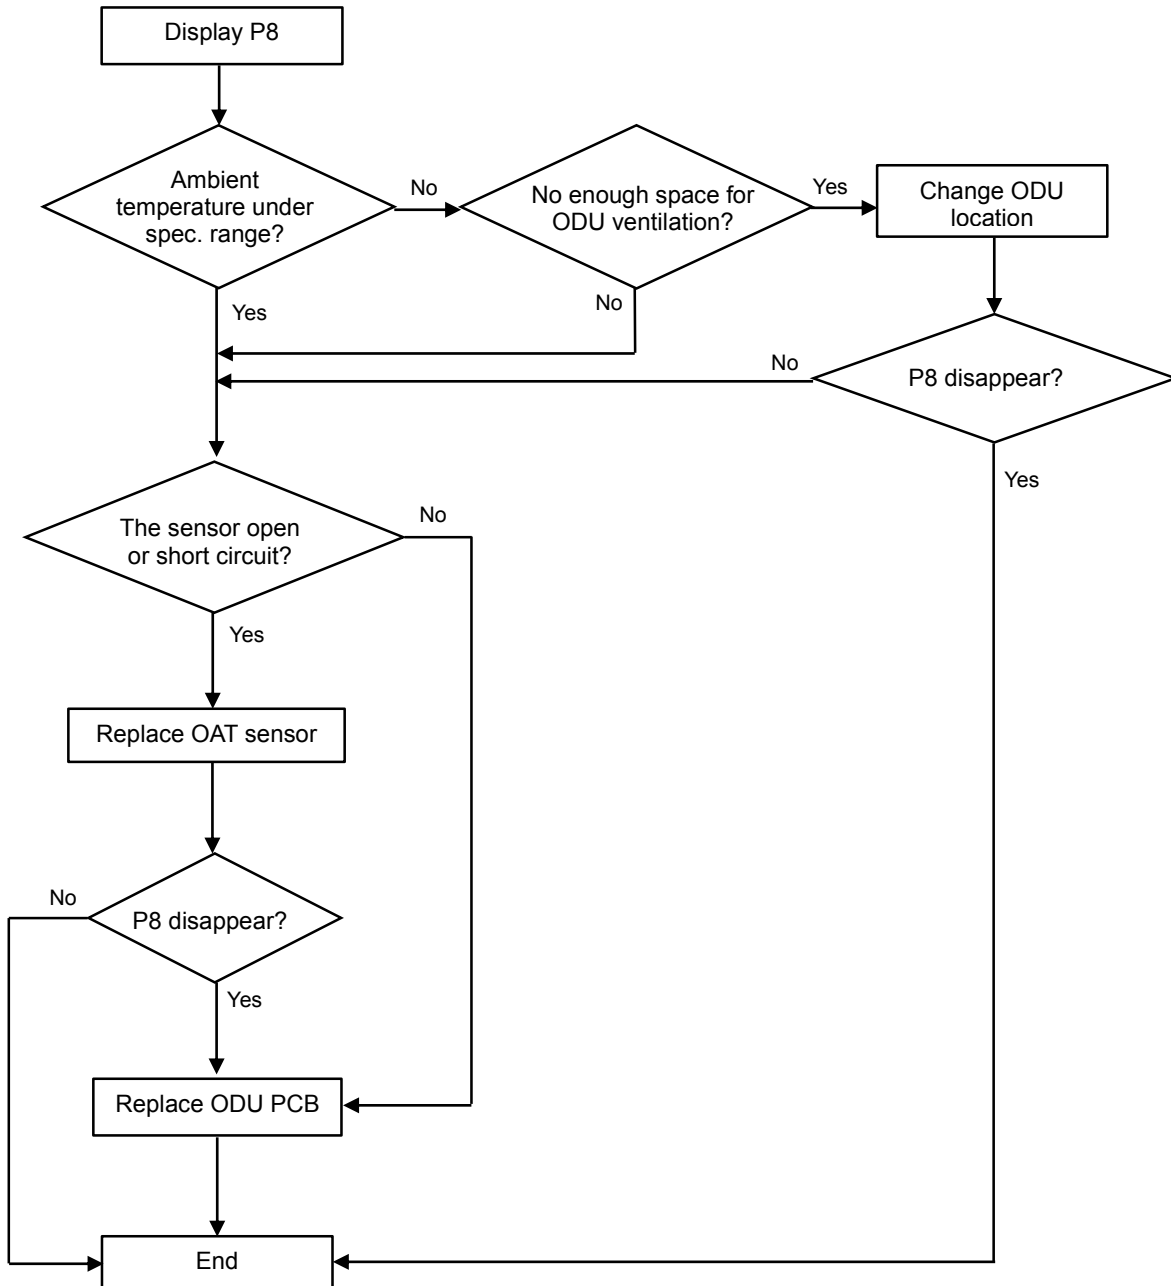 Display P8
Ambient
temperature under
spec. range?
No
No enough space for
ODU ventilation?
Yes
Change ODU
location
Yes
No
No
P8 disappear?
Yes
The sensor open
or short circuit?
No
Yes
Replace OAT sensor
No
P8 disappear?
Yes
Replace ODU PCB
End